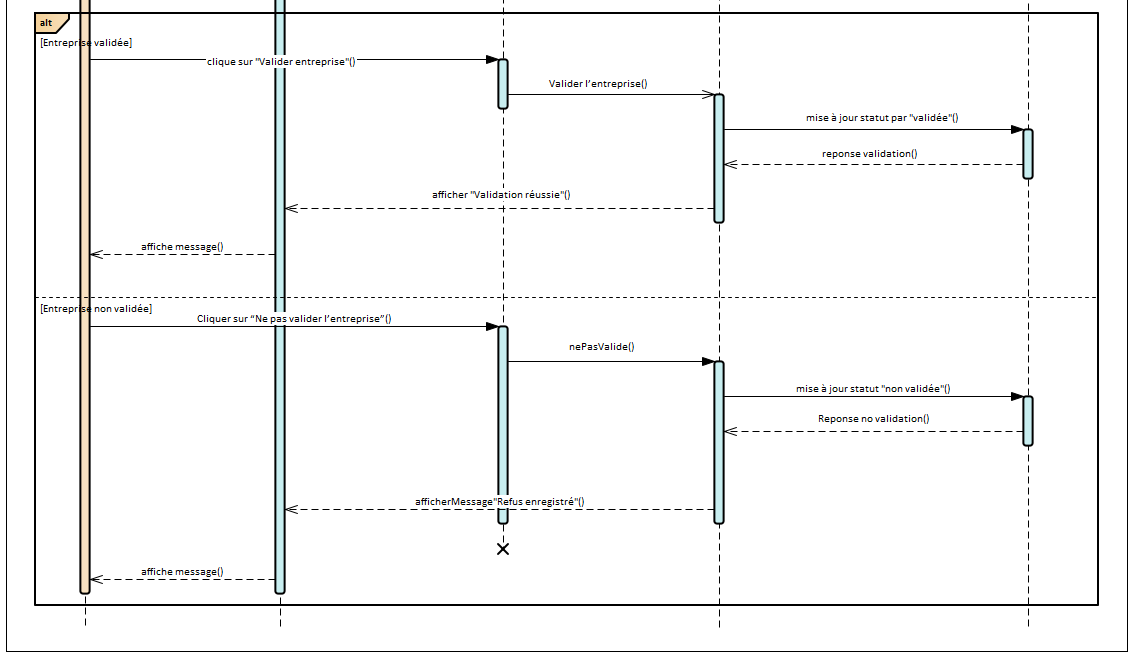 alt
[Entreprise validée]
clique sur "Valider entreprise"()
Valider l’entreprise()
mise à jour statut par "validée"()
reponse validation()
afficher "Validation réussie"()
affiche message()
[Entreprise non validée]
Cliquer sur “Ne pas valider l’entreprise”()
nePasValide()
mise à jour statut "non validée"()
Reponse no validation()
afficherMessage"Refus enregistré"()
affiche message()